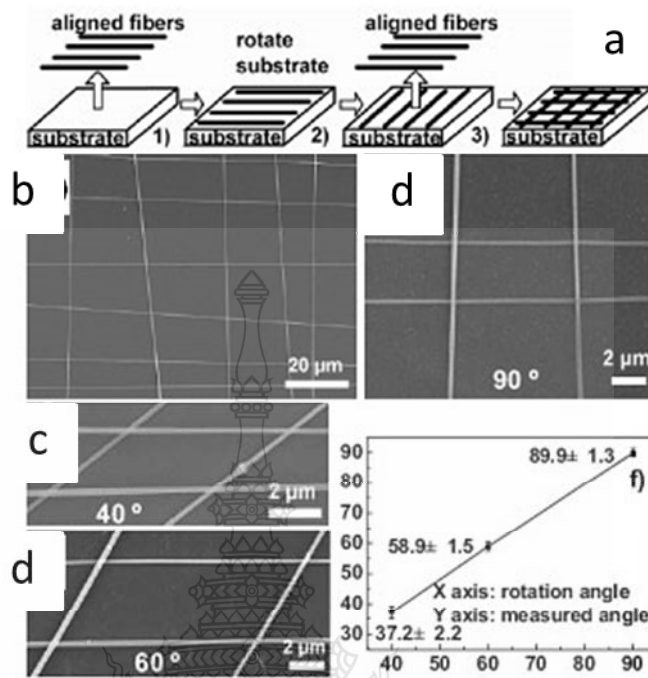 aligned fibers
aligned fibers
rotate
substrate
a
substrate 1)
substrate 2)
substrate 3)
substrate
b
20 μm
d
90 º
2 μm
c
40 º
2 μm
d
60 º
2 μm
90
80
70
60
50
40
30
89.9± 1.3
f)
58.9± 1.5
X axis: rotation angle
Y axis: measured angle
37.2± 2.2
40 50 60 70 80 90